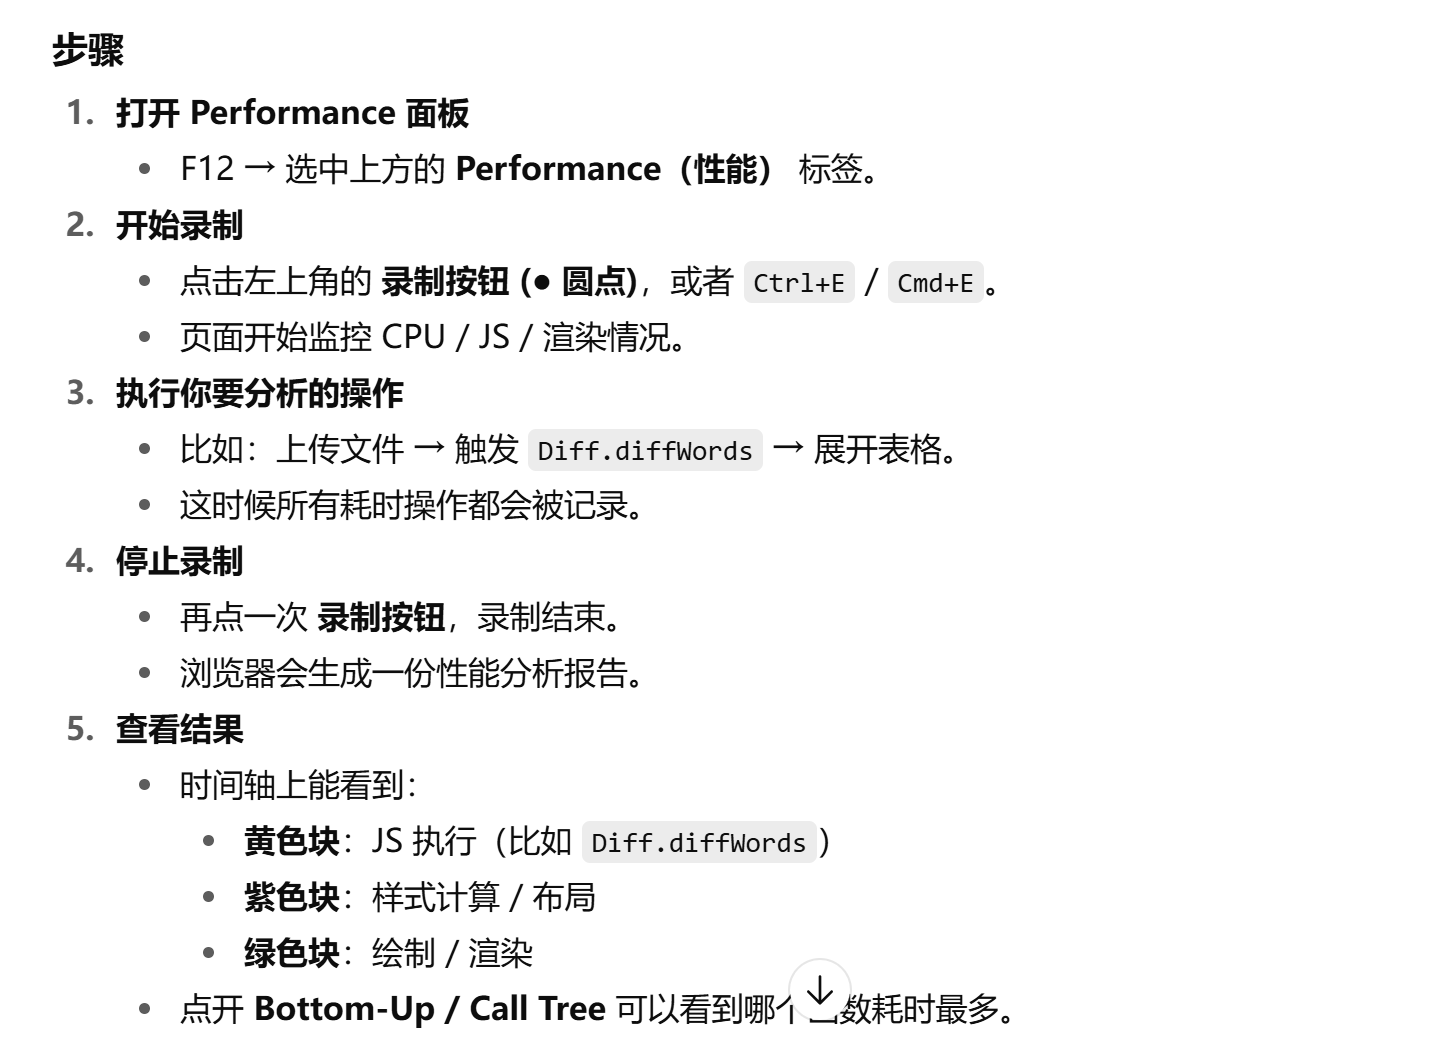 步骤
1. 打开 Performance 面板
• F12 → 选中上方的 Performance（性能） 标签。
2. 开始录制
• 点击左上角的 录制按钮 (● 圆点)，或者 Ctrl+E / Cmd+E。
• 页面开始监控 CPU / JS / 渲染情况。
3. 执行你要分析的操作
• 比如：上传文件 → 触发 Diff.diffWords → 展开表格。
• 这时候所有耗时操作都会被记录。
4. 停止录制
• 再点一次 录制按钮，录制结束。
• 浏览器会生成一份性能分析报告。
5. 查看结果
• 时间轴上能看到：
• 黄色块：JS 执行（比如 Diff.diffWords）
• 紫色块：样式计算 / 布局
• 绿色块：绘制 / 渲染
• 点开 Bottom-Up / Call Tree 可以看到哪个函数耗时最多。